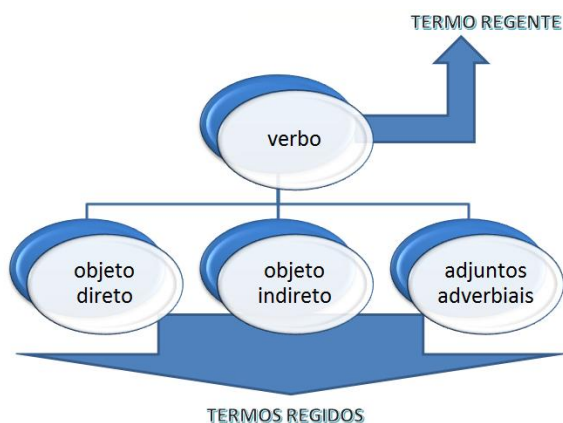 TERMO REGENTE
verbo
objeto
direto
objeto
indireto
adjuntos
adverbiais
TERMOS REGIDOS